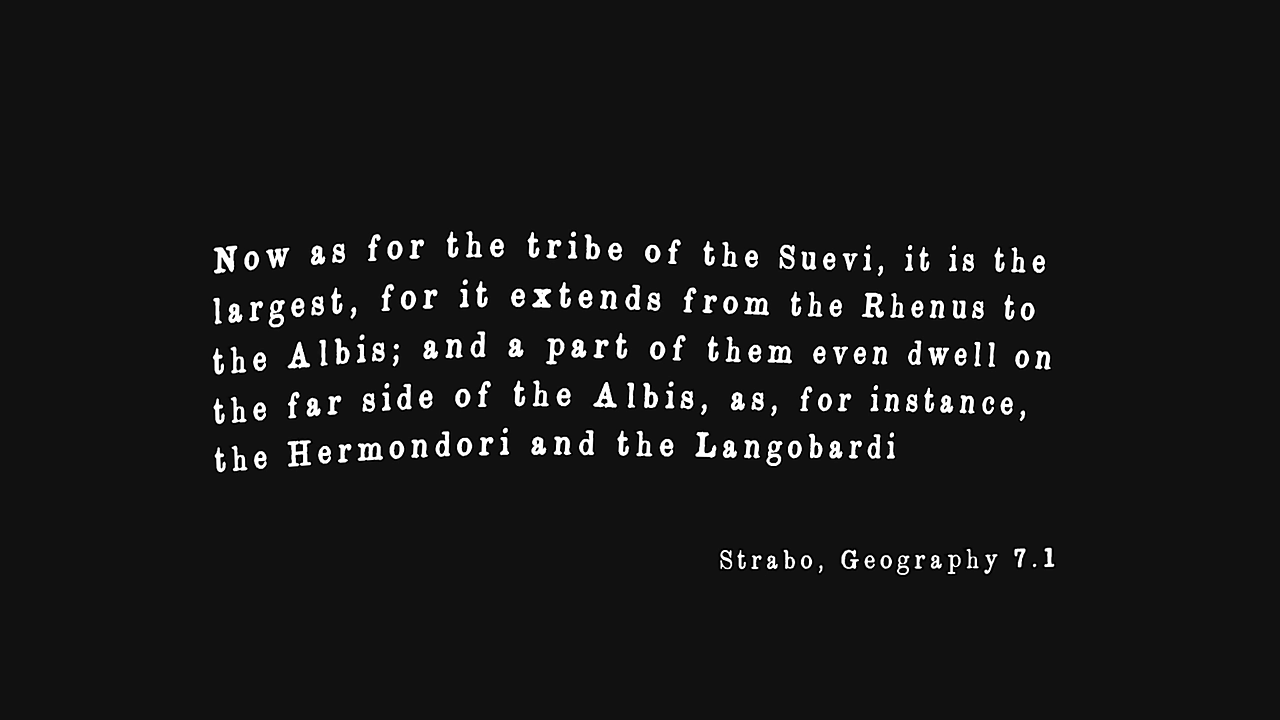 Now as for the tribe of the Suevi, it is the
largest, for it extends from the Rhenus to
the Albis; and a part of them even dwell on
the far side of the Albis, as, for instance,
the Hermondori and the Langobardi
Strabo, Geography 7.1